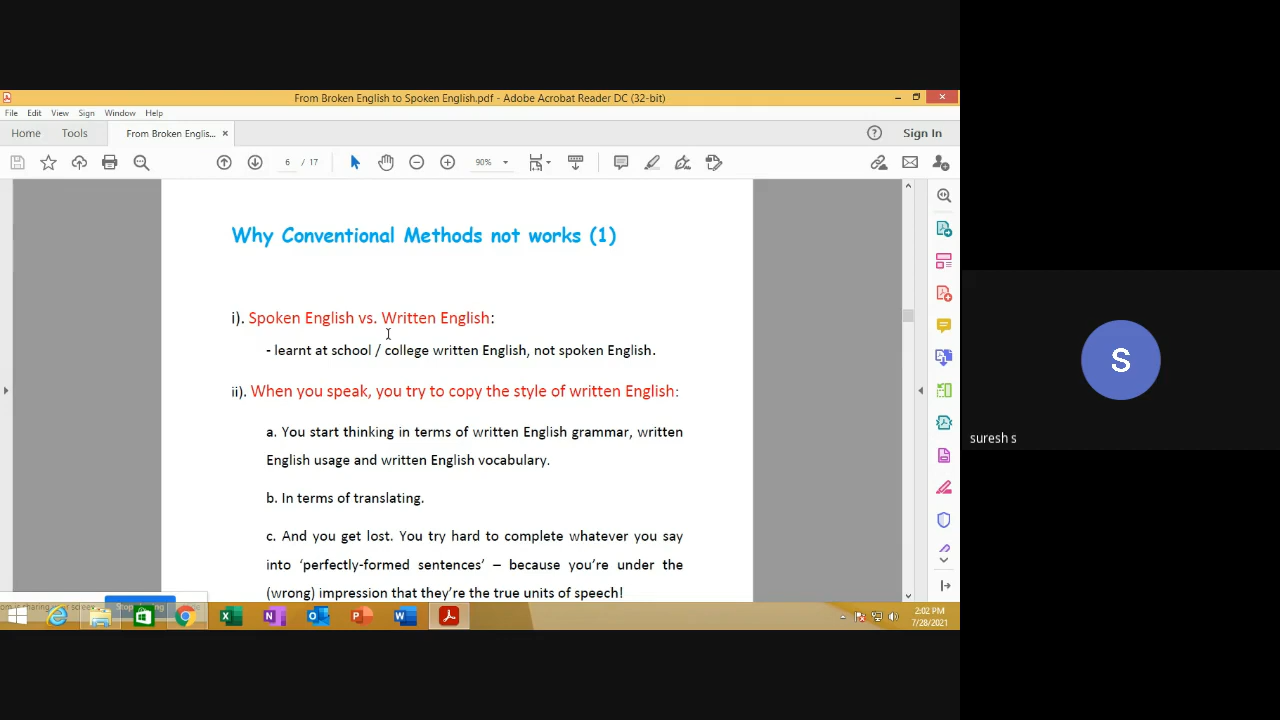 From Broken English to Spoken English.pdf - Adobe Acrobat Reader DC (32-bit)
File Edit View Sign Window Help
Home Tools From Broken Englis... × Sign In
6 / 17 90%
Why Conventional Methods not works (1)
i). Spoken English vs. Written English:
- learnt at school / college written English, not spoken English.
ii). When you speak, you try to copy the style of written English:
a. You start thinking in terms of written English grammar, written
English usage and written English vocabulary.
b. In terms of translating.
c. And you get lost. You try hard to complete whatever you say
into ‘perfectly-formed sentences’ – because you’re under the
(wrong) impression that they’re the true units of speech!
S
suresh s
2:02 PM
7/28/2021